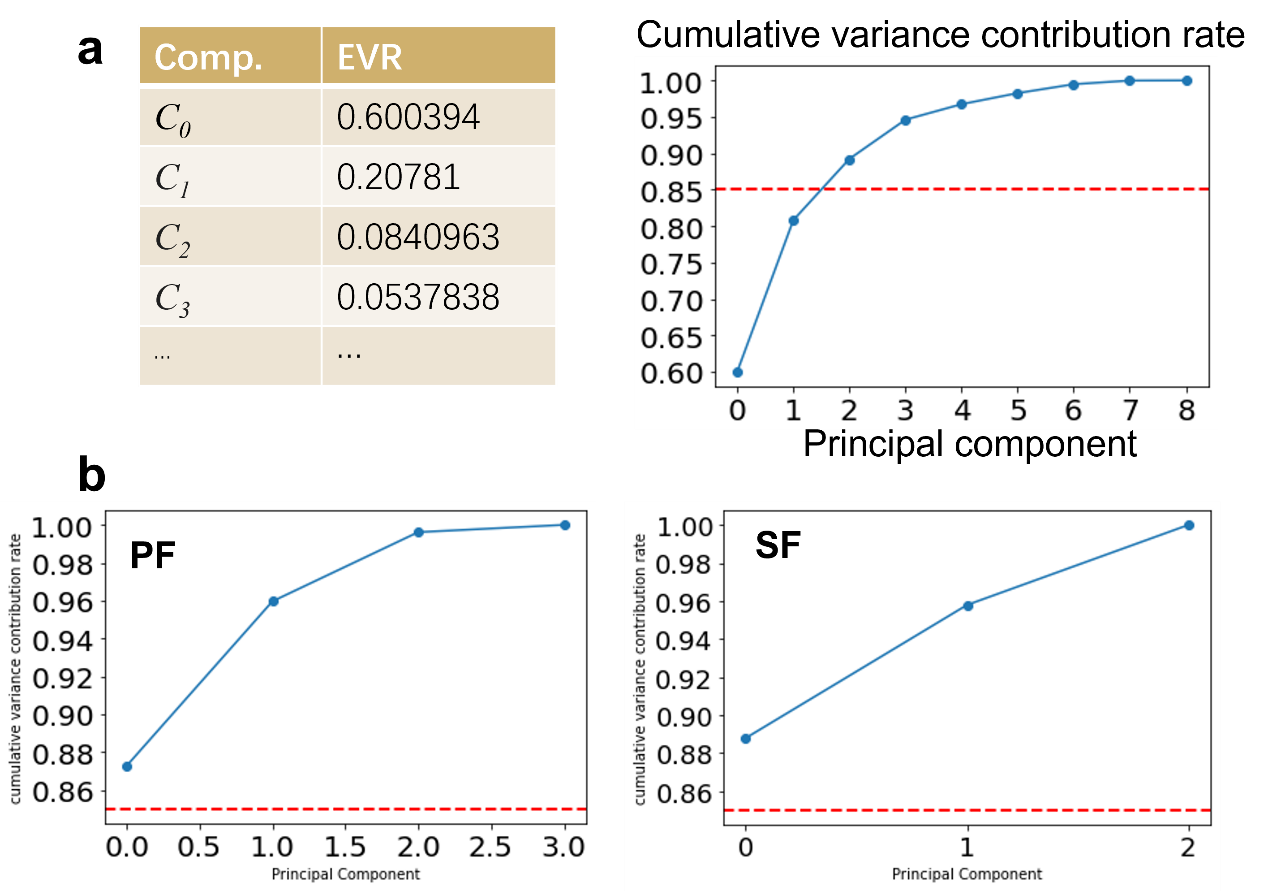 a
Comp. EVR
C0 0.600394
C1 0.20781
C2 0.0840963
C3 0.0537838
... ...
Cumulative variance contribution rate
1.00
0.95
0.90
0.85
0.80
0.75
0.70
0.65
0.60
0 1 2 3 4 5 6 7 8
Principal component
b
cumulative variance contribution rate
PF
1.00
0.98
0.96
0.94
0.92
0.90
0.88
0.86
0.0 0.5 1.0 1.5 2.0 2.5 3.0
Principal Component
cumulative variance contribution rate
SF
1.00
0.98
0.96
0.94
0.92
0.90
0.88
0.86
0 1 2
Principal Component